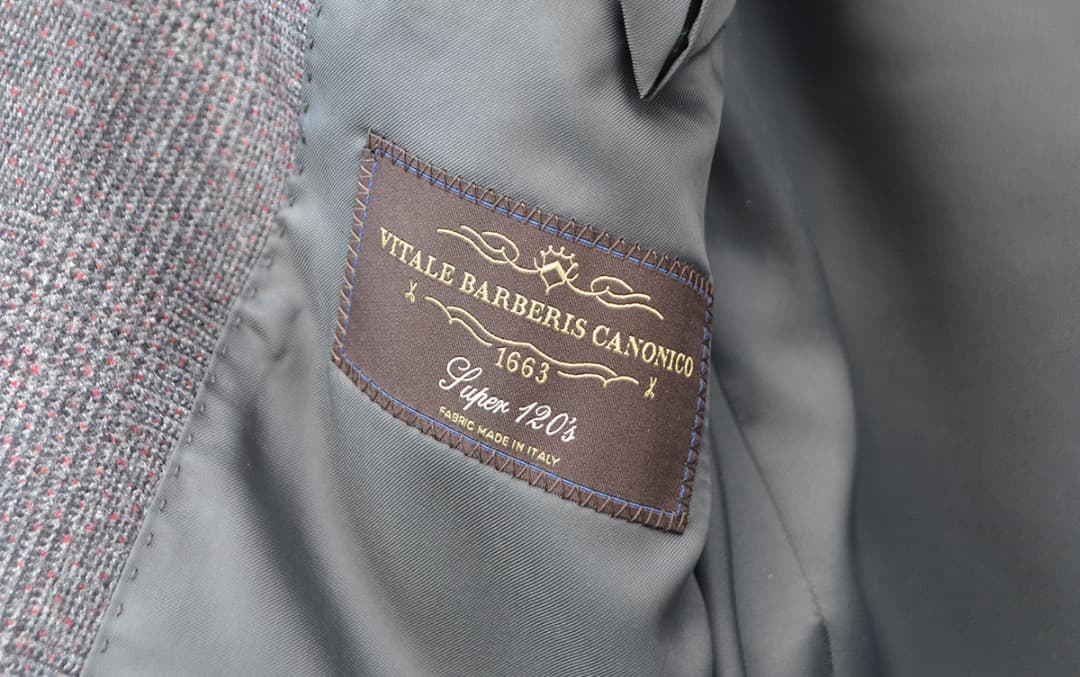 VITALE BARBERIS CANONICO
1663
Super 120's
FABRIC MADE IN ITALY